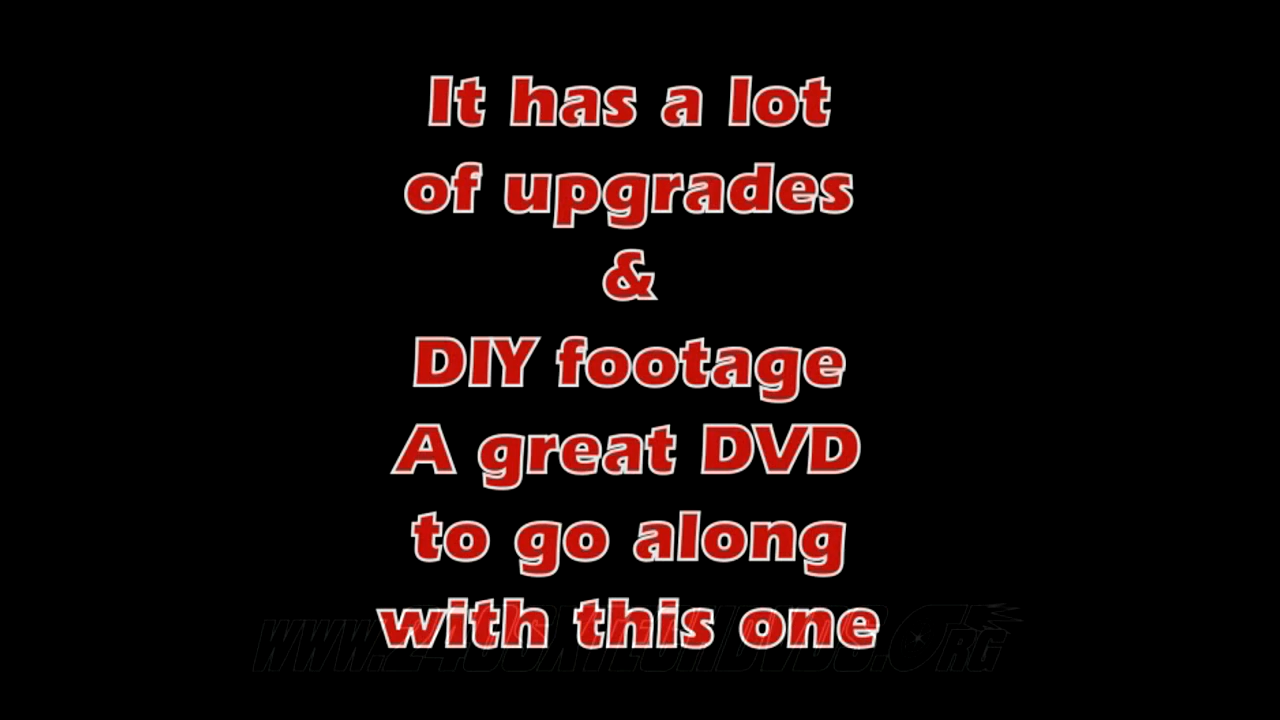 It has a lot
of upgrades
&
DIY footage
A great DVD
to go along
with this one